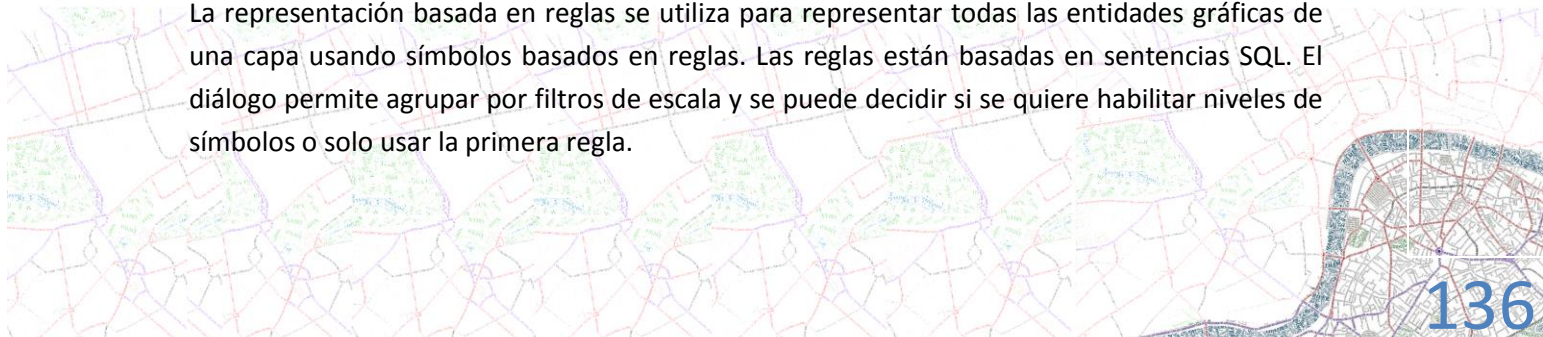 La representación basada en reglas se utiliza para representar todas las entidades gráficas de
una capa usando símbolos basados en reglas. Las reglas están basadas en sentencias SQL. El
diálogo permite agrupar por filtros de escala y se puede decidir si se quiere habilitar niveles de
símbolos o solo usar la primera regla.
136